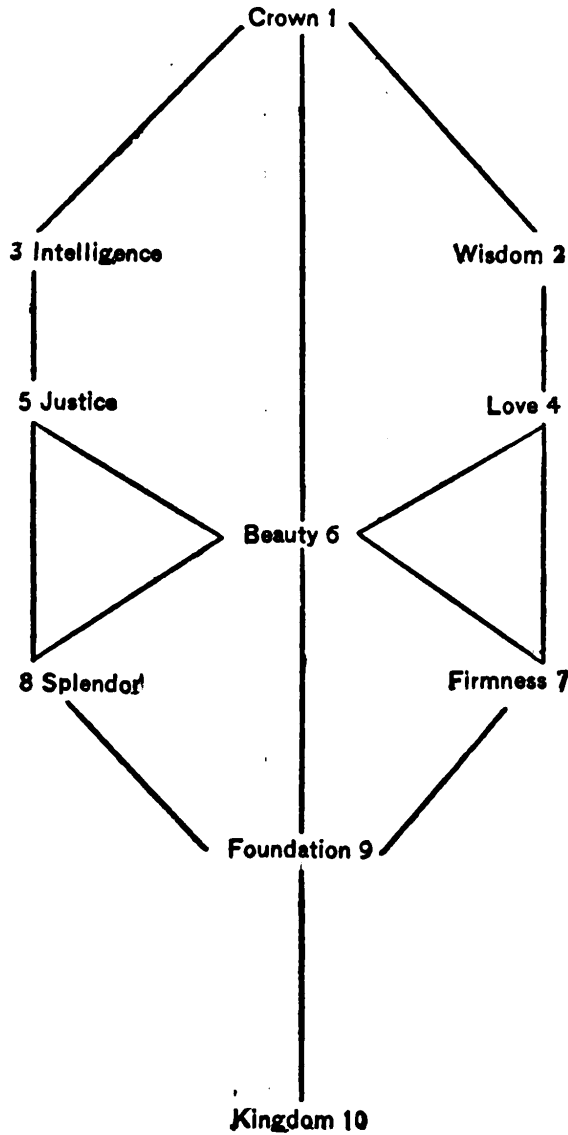 Crown 1
3 Intelligence
Wisdom 2
5 Justice
Love 4
Beauty 6
8 Splendor
Firmness 7
Foundation 9
Kingdom 10